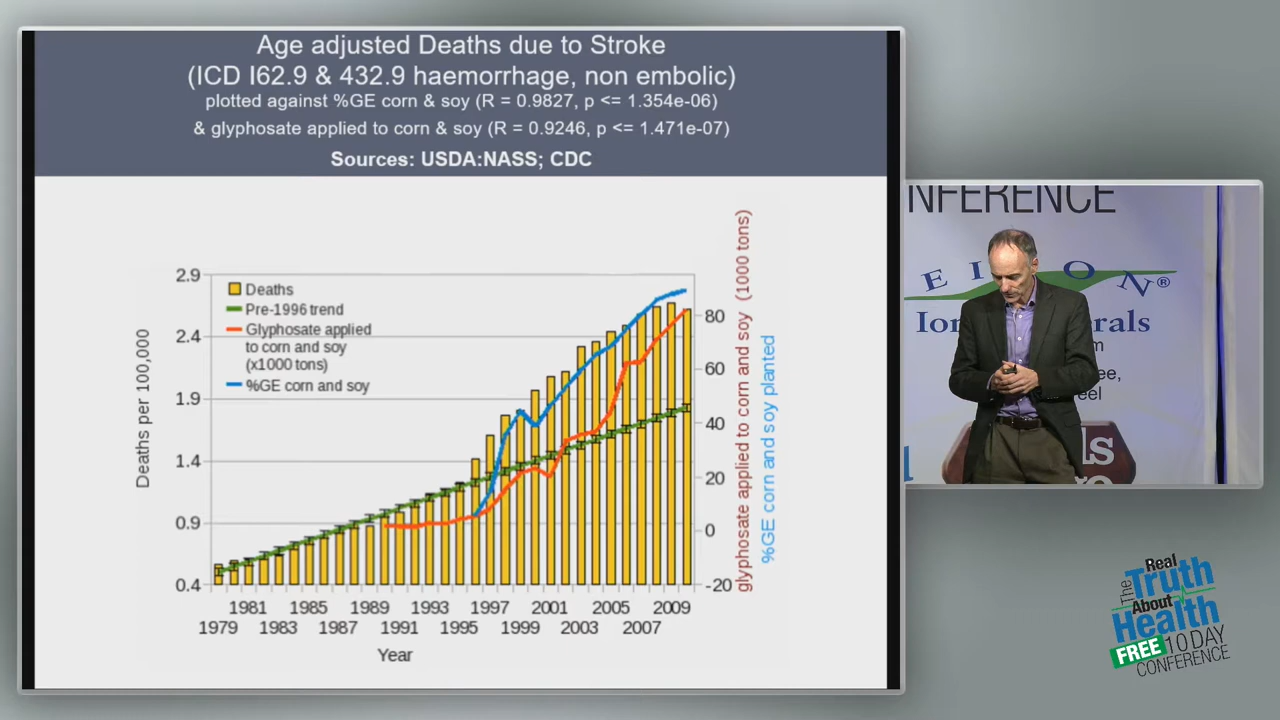 Age adjusted Deaths due to Stroke
(ICD I62.9 & 432.9 haemorrhage, non embolic)
plotted against %GE corn & soy (R = 0.9827, p <= 1.354e-06)
& glyphosate applied to corn & soy (R = 0.9246, p <= 1.471e-07)
Sources: USDA:NASS; CDC
2.9
2.4
1.9
1.4
0.9
0.4
Deaths per 100,000
Deaths
Pre-1996 trend
Glyphosate applied
to corn and soy
(x1000 tons)
%GE corn and soy
80
60
40
20
0
-20
glyphosate applied to corn and soy (1000 tons)
%GE corn and soy planted
1981 1985 1989 1993 1997 2001 2005 2009
1979 1983 1987 1991 1995 1999 2003 2007
Year
NFERENCE
E I O N®
Ion rals
m
ee,
eel
ls
The Real
Truth
About
Health
FREE 10 DAY
CONFERENCE